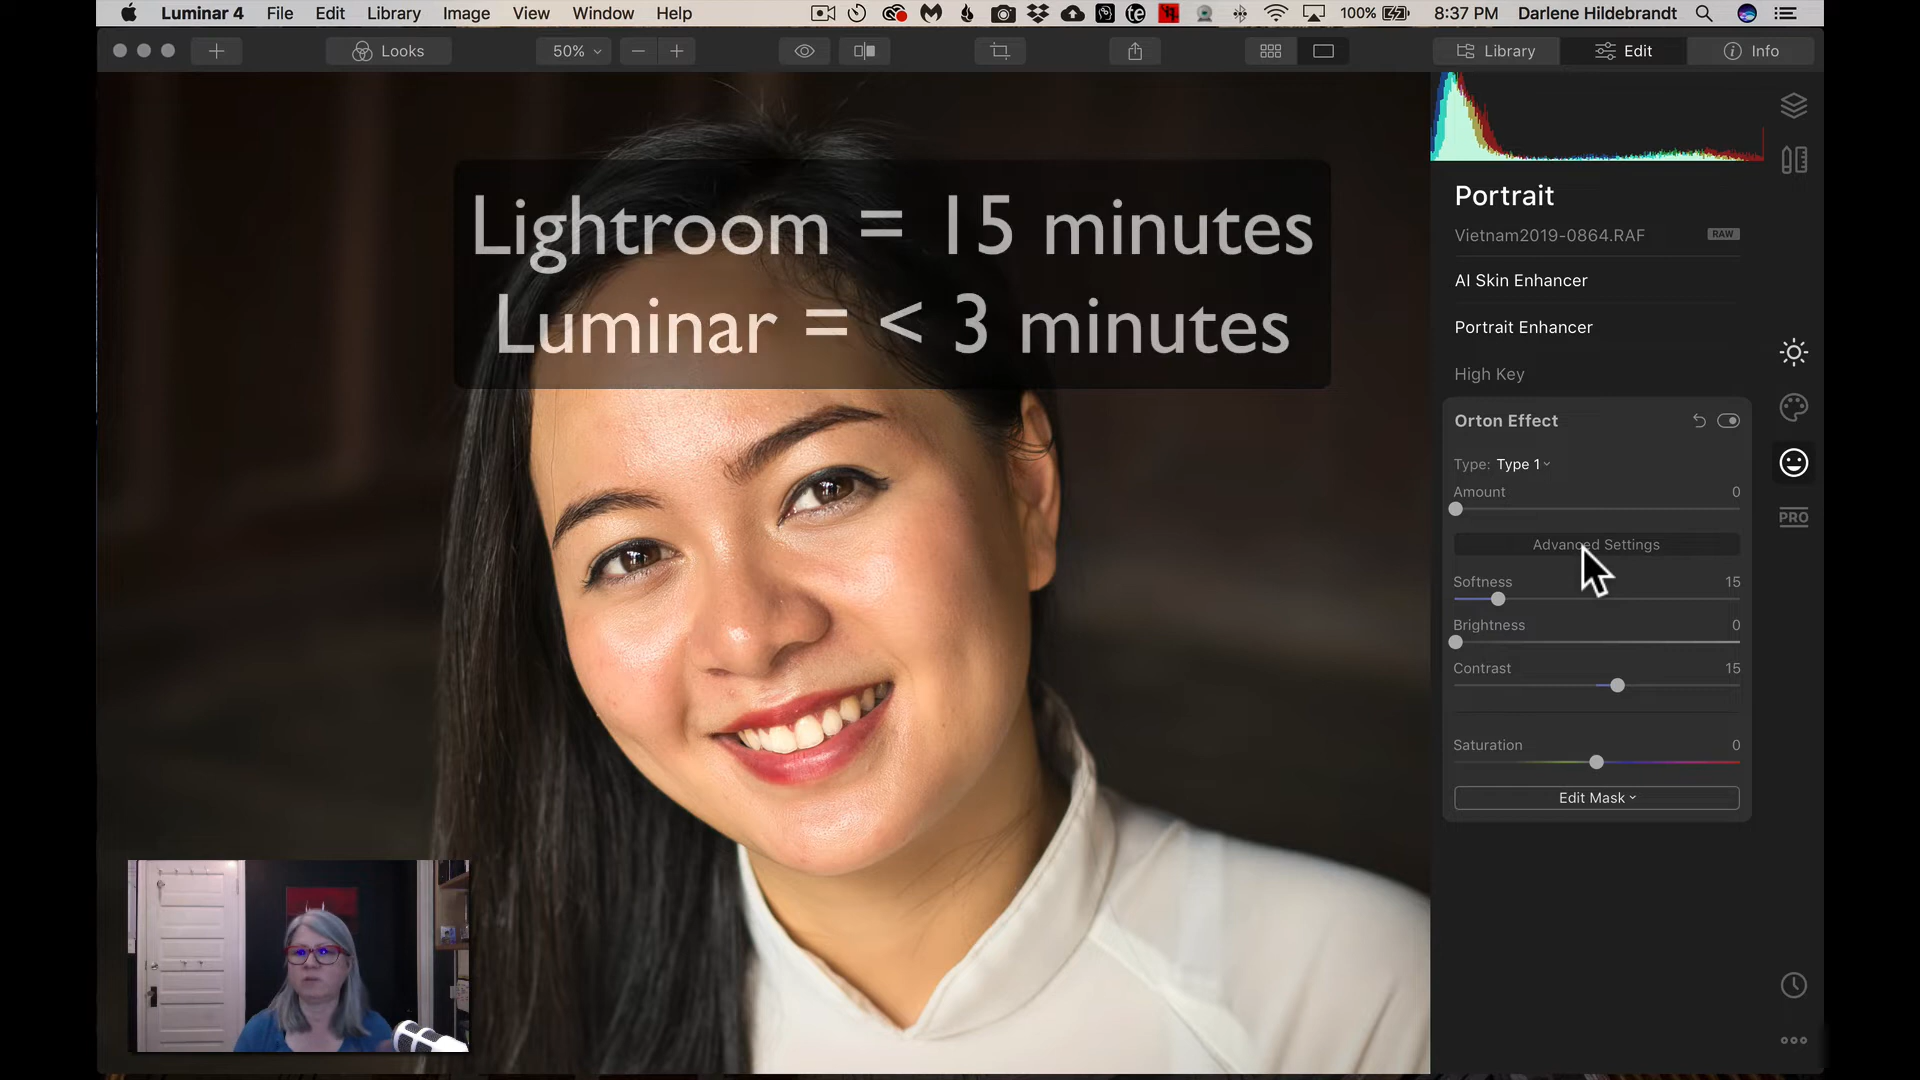 Luminar 4 File Edit Library Image View Window Help 100% 8:37 PM Darlene Hildebrandt
Looks 50% Library Edit Info
Lightroom = 15 minutes
Luminar = < 3 minutes
Portrait
Vietnam2019-0864.RAF RAW
AI Skin Enhancer
Portrait Enhancer
High Key
Orton Effect
Type: Type 1
Amount 0
Advanced Settings
Softness 15
Brightness 0
Contrast 15
Saturation 0
Edit Mask
PRO